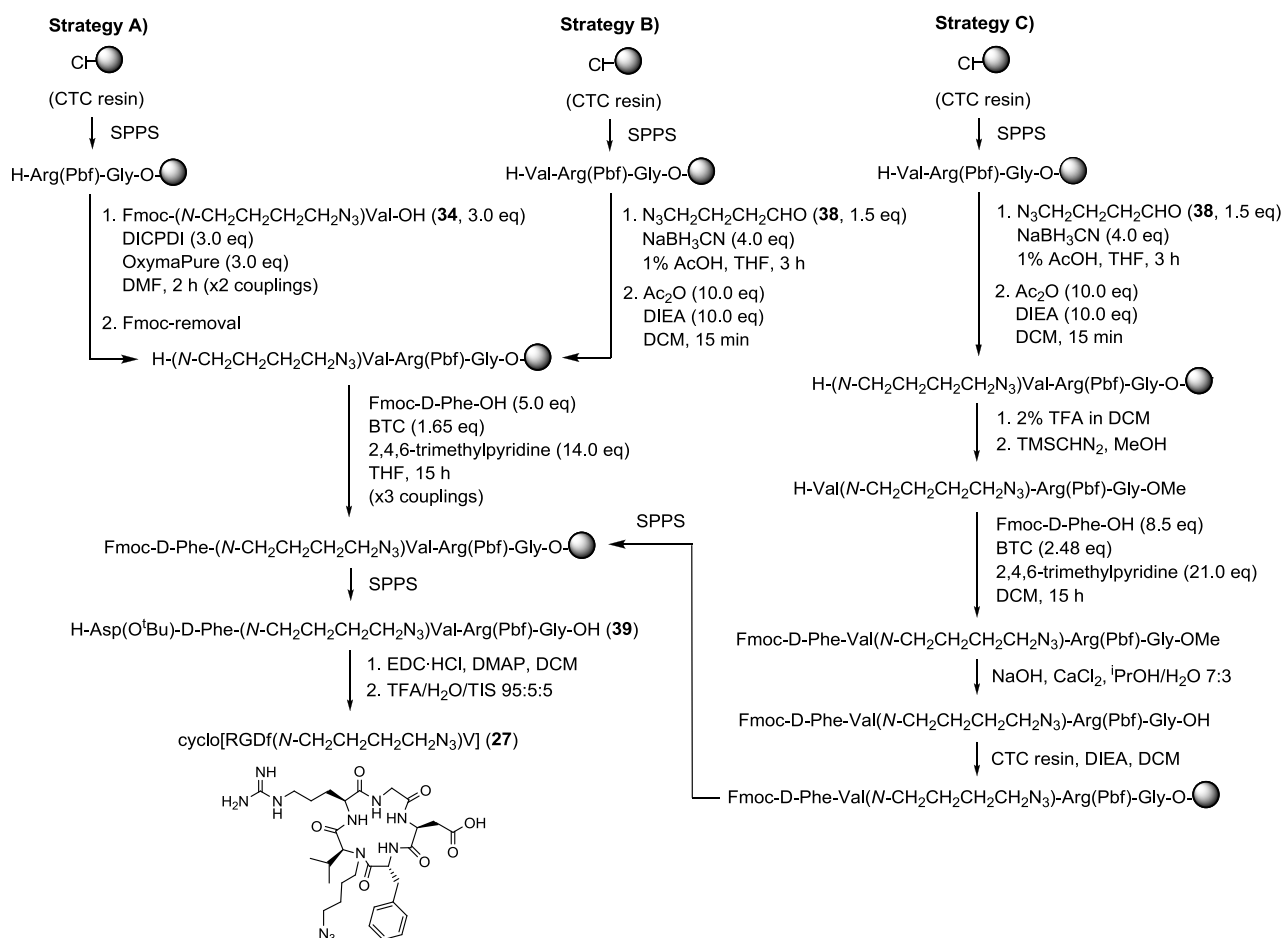 Strategy A)
Cl
(CTC resin)
SPPS
H-Arg(Pbf)-Gly-O
1. Fmoc-(N-CH₂CH₂CH₂CH₂N₃)Val-OH (34, 3.0 eq)
DICPDI (3.0 eq)
OxymaPure (3.0 eq)
DMF, 2 h (x2 couplings)
2. Fmoc-removal
Strategy B)
Cl
(CTC resin)
SPPS
H-Val-Arg(Pbf)-Gly-O
1. N₃CH₂CH₂CH₂CHO (38, 1.5 eq)
NaBH₃CN (4.0 eq)
1% AcOH, THF, 3 h
2. Ac₂O (10.0 eq)
DIEA (10.0 eq)
DCM, 15 min
H-(N-CH₂CH₂CH₂CH₂N₃)Val-Arg(Pbf)-Gly-O
Fmoc-D-Phe-OH (5.0 eq)
BTC (1.65 eq)
2,4,6-trimethylpyridine (14.0 eq)
THF, 15 h
(x3 couplings)
Fmoc-D-Phe-(N-CH₂CH₂CH₂CH₂N₃)Val-Arg(Pbf)-Gly-O
SPPS
H-Asp(OᵗBu)-D-Phe-(N-CH₂CH₂CH₂CH₂N₃)Val-Arg(Pbf)-Gly-OH (39)
1. EDC·HCl, DMAP, DCM
2. TFA/H₂O/TIS 95:5:5
cyclo[RGDf(N-CH₂CH₂CH₂CH₂N₃)V] (27)
NH
H₂N
N
H
O
N
H
O
NH
HN
O
OH
O
O
HN
N
O
O
N₃
Strategy C)
Cl
(CTC resin)
SPPS
H-Val-Arg(Pbf)-Gly-O
1. N₃CH₂CH₂CH₂CHO (38, 1.5 eq)
NaBH₃CN (4.0 eq)
1% AcOH, THF, 3 h
2. Ac₂O (10.0 eq)
DIEA (10.0 eq)
DCM, 15 min
H-(N-CH₂CH₂CH₂CH₂N₃)Val-Arg(Pbf)-Gly-O
1. 2% TFA in DCM
2. TMSCHN₂, MeOH
H-Val(N-CH₂CH₂CH₂CH₂N₃)-Arg(Pbf)-Gly-OMe
Fmoc-D-Phe-OH (8.5 eq)
BTC (2.48 eq)
2,4,6-trimethylpyridine (21.0 eq)
DCM, 15 h
Fmoc-D-Phe-Val(N-CH₂CH₂CH₂CH₂N₃)-Arg(Pbf)-Gly-OMe
NaOH, CaCl₂, ⁱPrOH/H₂O 7:3
Fmoc-D-Phe-Val(N-CH₂CH₂CH₂CH₂N₃)-Arg(Pbf)-Gly-OH
CTC resin, DIEA, DCM
Fmoc-D-Phe-Val(N-CH₂CH₂CH₂CH₂N₃)-Arg(Pbf)-Gly-O
SPPS